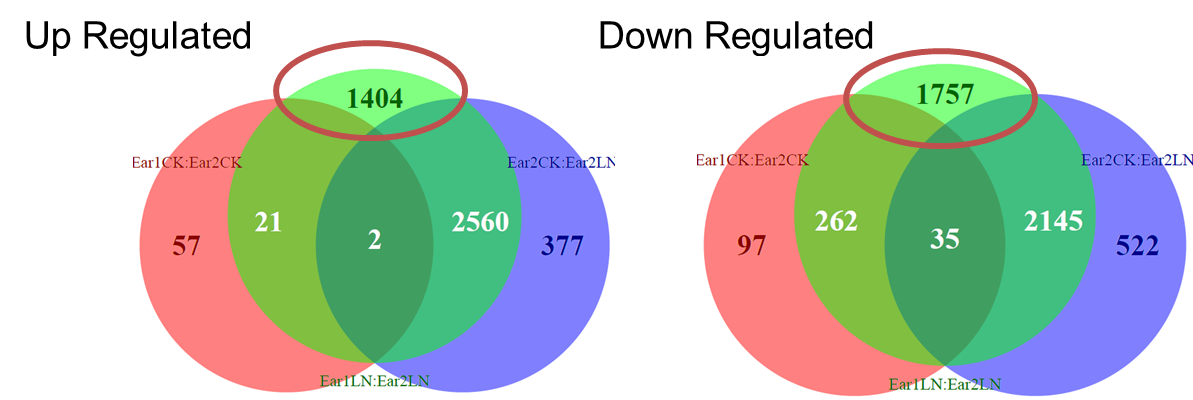 Up Regulated
1404
Ear1CK:Ear2CK
Ear2CK:Ear2LN
21
2560
2
57
377
Ear1LN:Ear2LN
Down Regulated
1757
Ear1CK:Ear2CK
Ear2CK:Ear2LN
262
2145
35
97
522
Ear1LN:Ear2LN